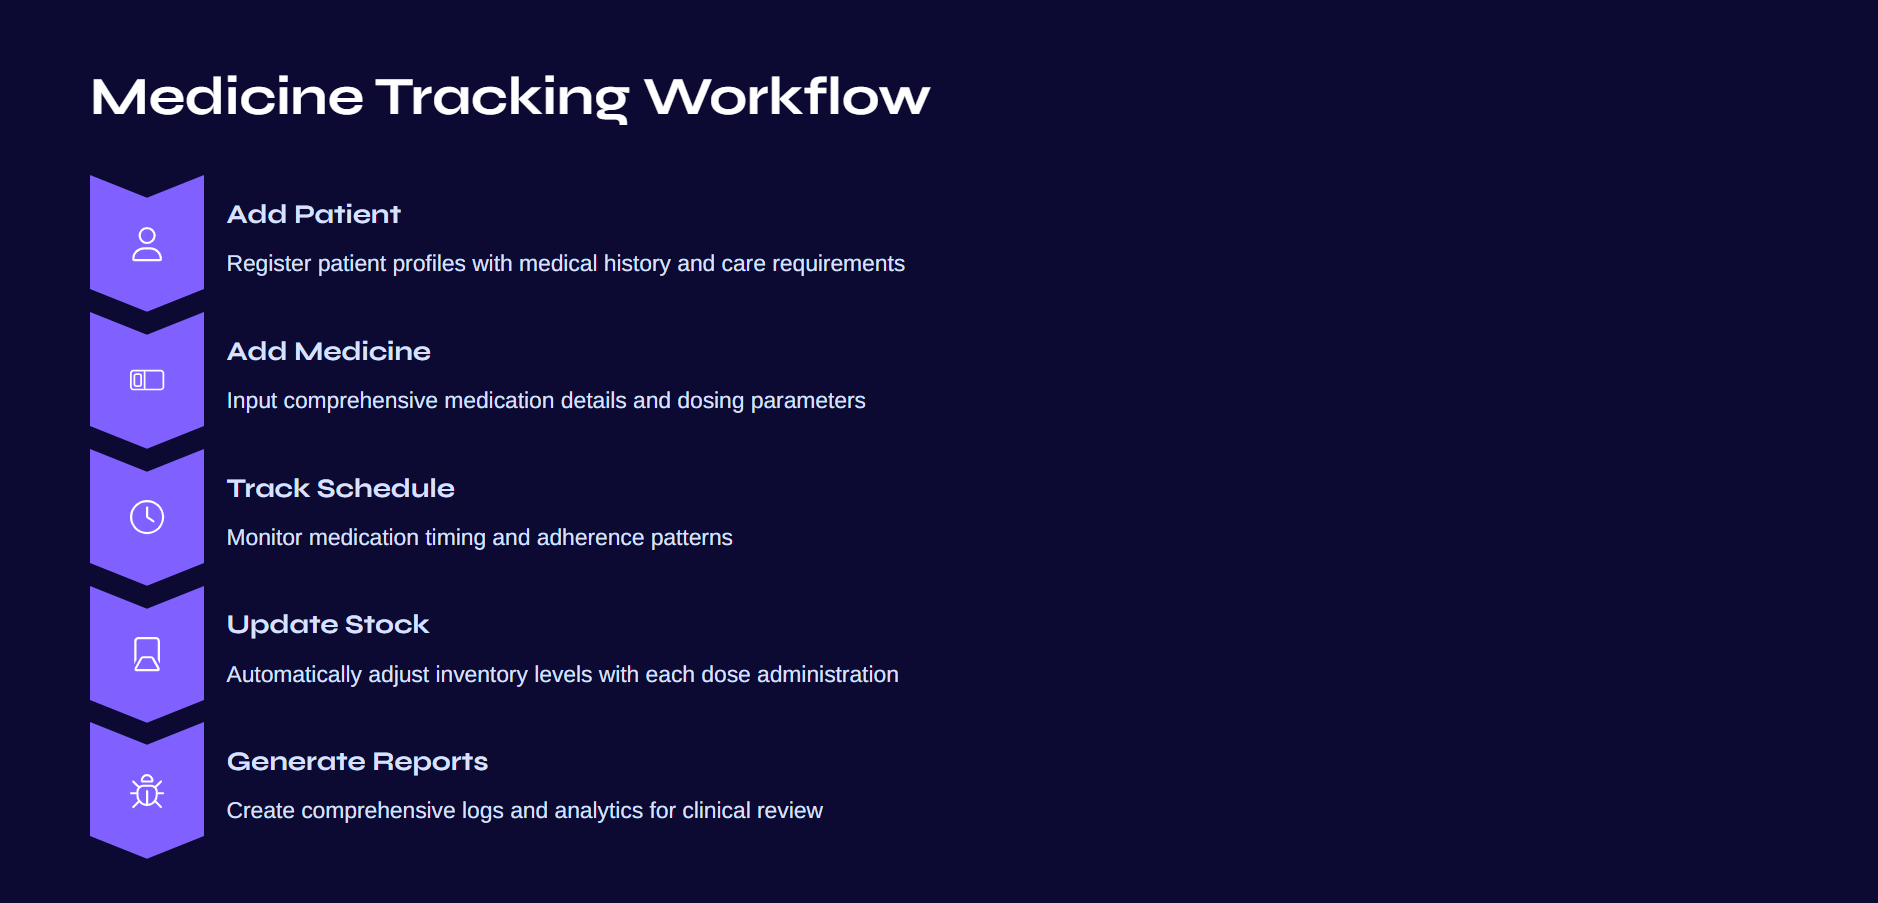 Medicine Tracking Workflow
Add Patient
Register patient profiles with medical history and care requirements
Add Medicine
Input comprehensive medication details and dosing parameters
Track Schedule
Monitor medication timing and adherence patterns
Update Stock
Automatically adjust inventory levels with each dose administration
Generate Reports
Create comprehensive logs and analytics for clinical review